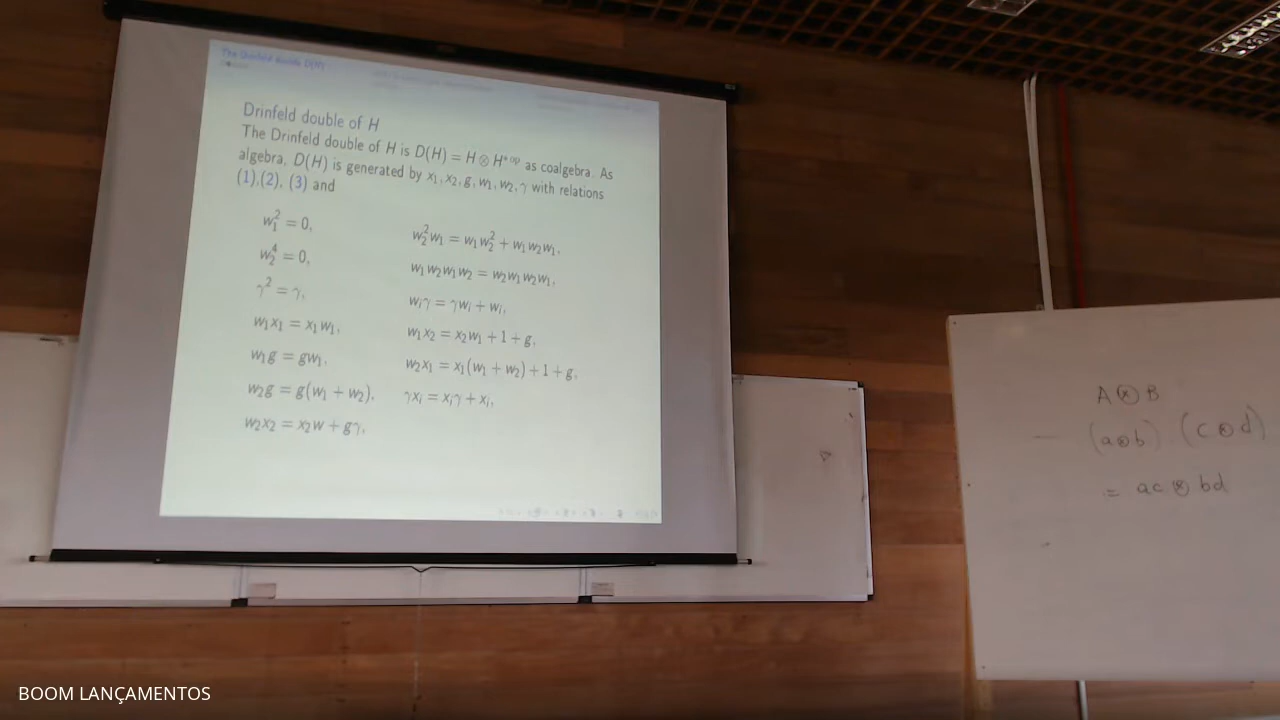 The Drinfeld double D(H)
Drinfeld double of H
The Drinfeld double of H is D(H) = H ⊗ H*op as coalgebra. As
algebra, D(H) is generated by x₁, x₂, g, w₁, w₂, γ with relations
(1),(2), (3) and
w₁² = 0,
w₂⁴ = 0,
γ² = γ,
w₁x₁ = x₁w₁,
w₁g = gw₁,
w₂g = g(w₁ + w₂),
w₂x₂ = x₂w + gγ,
w₂²w₁ = w₁w₂² + w₁w₂w₁,
w₁w₂w₁w₂ = w₂w₁w₂w₁,
wᵢγ = γwᵢ + wᵢ,
w₁x₂ = x₂w₁ + 1 + g,
w₂x₁ = x₁(w₁ + w₂) + 1 + g,
γxᵢ = xᵢγ + xᵢ,
A ⊗ B
(a⊗b) · (c⊗d)
= ac ⊗ bd
BOOM LANÇAMENTOS